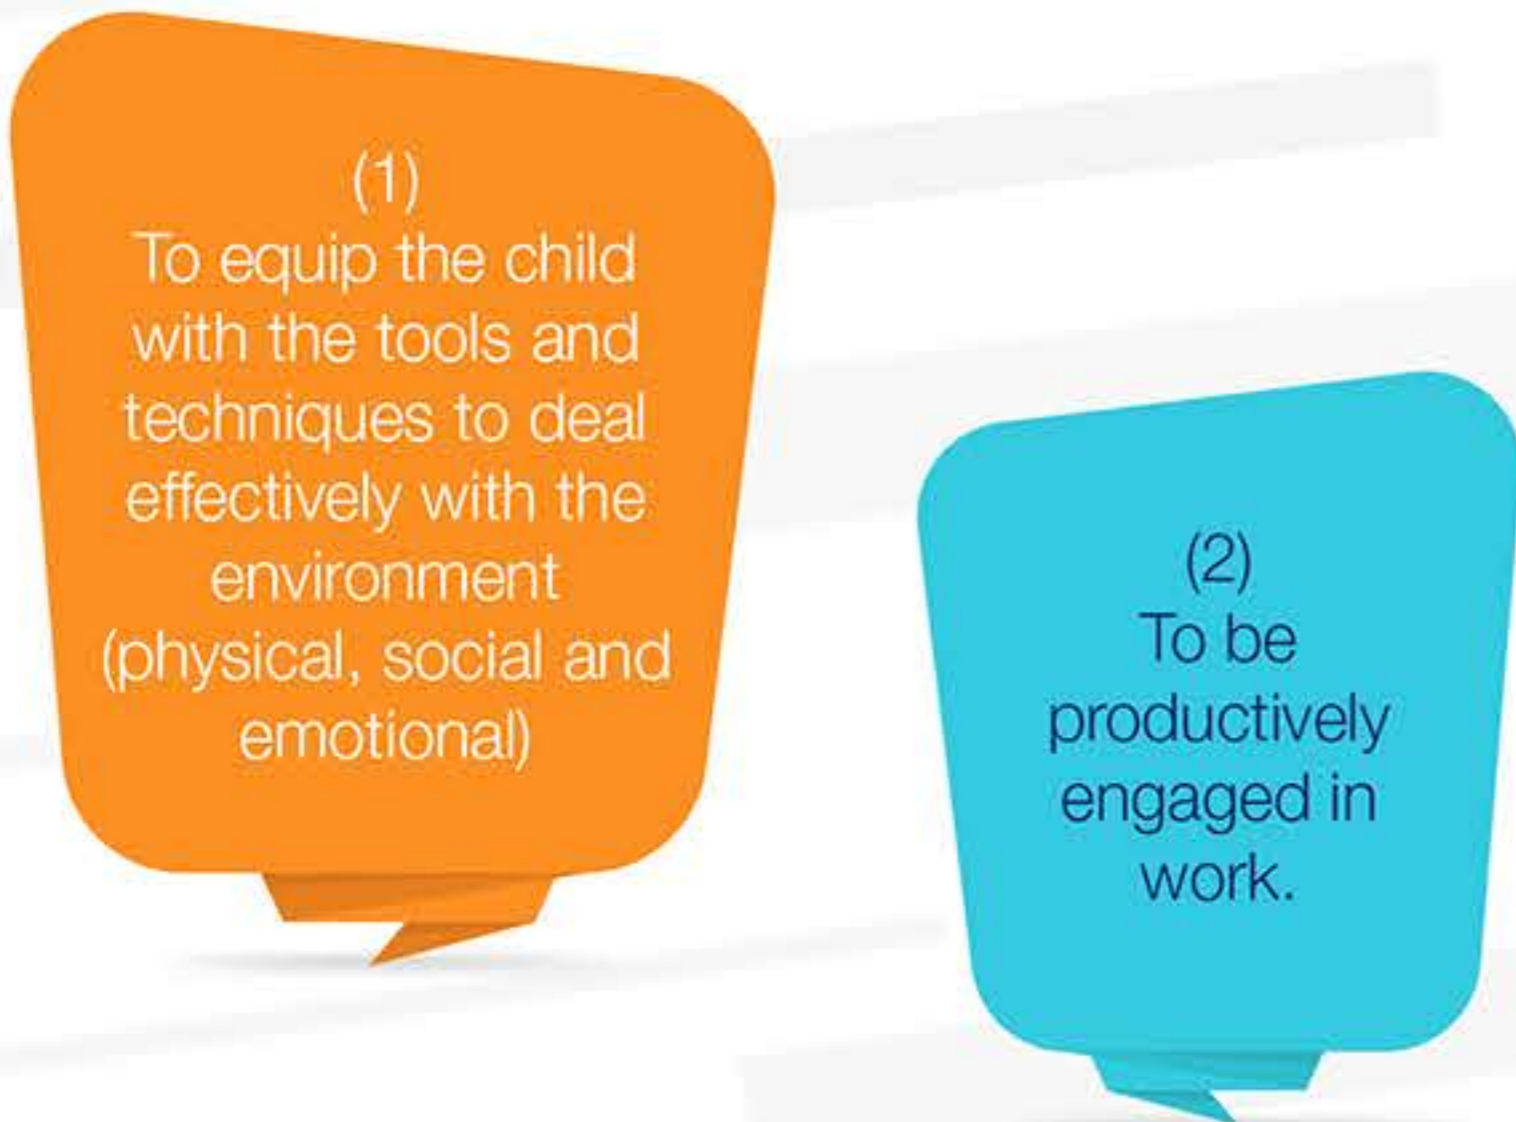 (1)
To equip the child
with the tools and
techniques to deal
effectively with the
environment
(physical, social and
emotional)
(2)
To be
productively
engaged in
work.